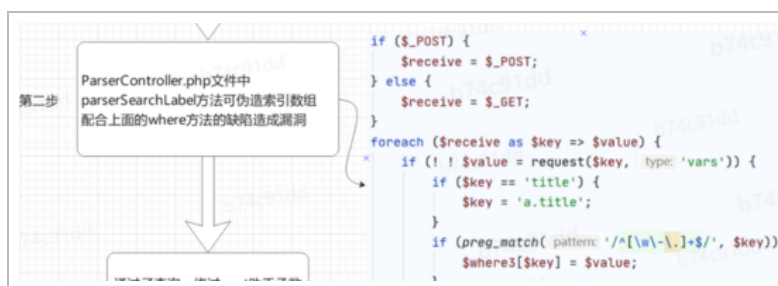 第二步
ParserController.php文件中
parserSearchLabel方法可伪造索引数组
配合上面的where方法的缺陷造成漏洞
if ($_POST) {
$receive = $_POST;
} else {
$receive = $_GET;
}
foreach ($receive as $key => $value) {
if (! ! $value = request($key, type: 'vars')) {
if ($key == 'title') {
$key = 'a.title';
}
if (preg_match( pattern: '/^[\w\-\.]+$/', $key))
$where3[$key] = $value;
b74c91dd